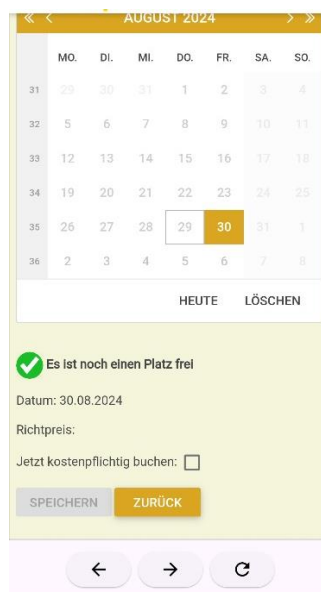 « < AUGUST 2024 > »
MO. DI. MI. DO. FR. SA. SO.
31 29 30 31 1 2 3 4
32 5 6 7 8 9 10 11
33 12 13 14 15 16 17 18
34 19 20 21 22 23 24 25
35 26 27 28 29 30 31 1
36 2 3 4 5 6 7 8
HEUTE LÖSCHEN
Es ist noch einen Platz frei
Datum: 30.08.2024
Richtpreis:
Jetzt kostenpflichtig buchen:
SPEICHERN ZURÜCK